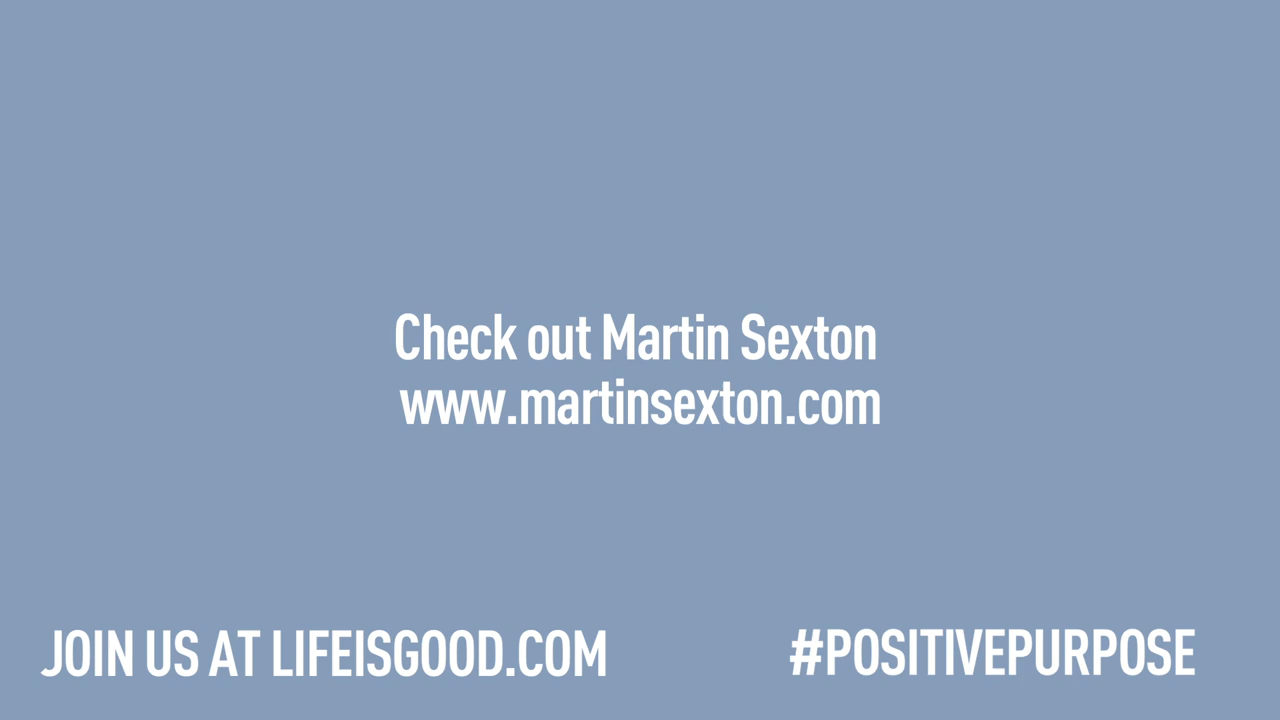 Check out Martin Sexton
www.martinsexton.com
JOIN US AT LIFEISGOOD.COM
#POSITIVEPURPOSE